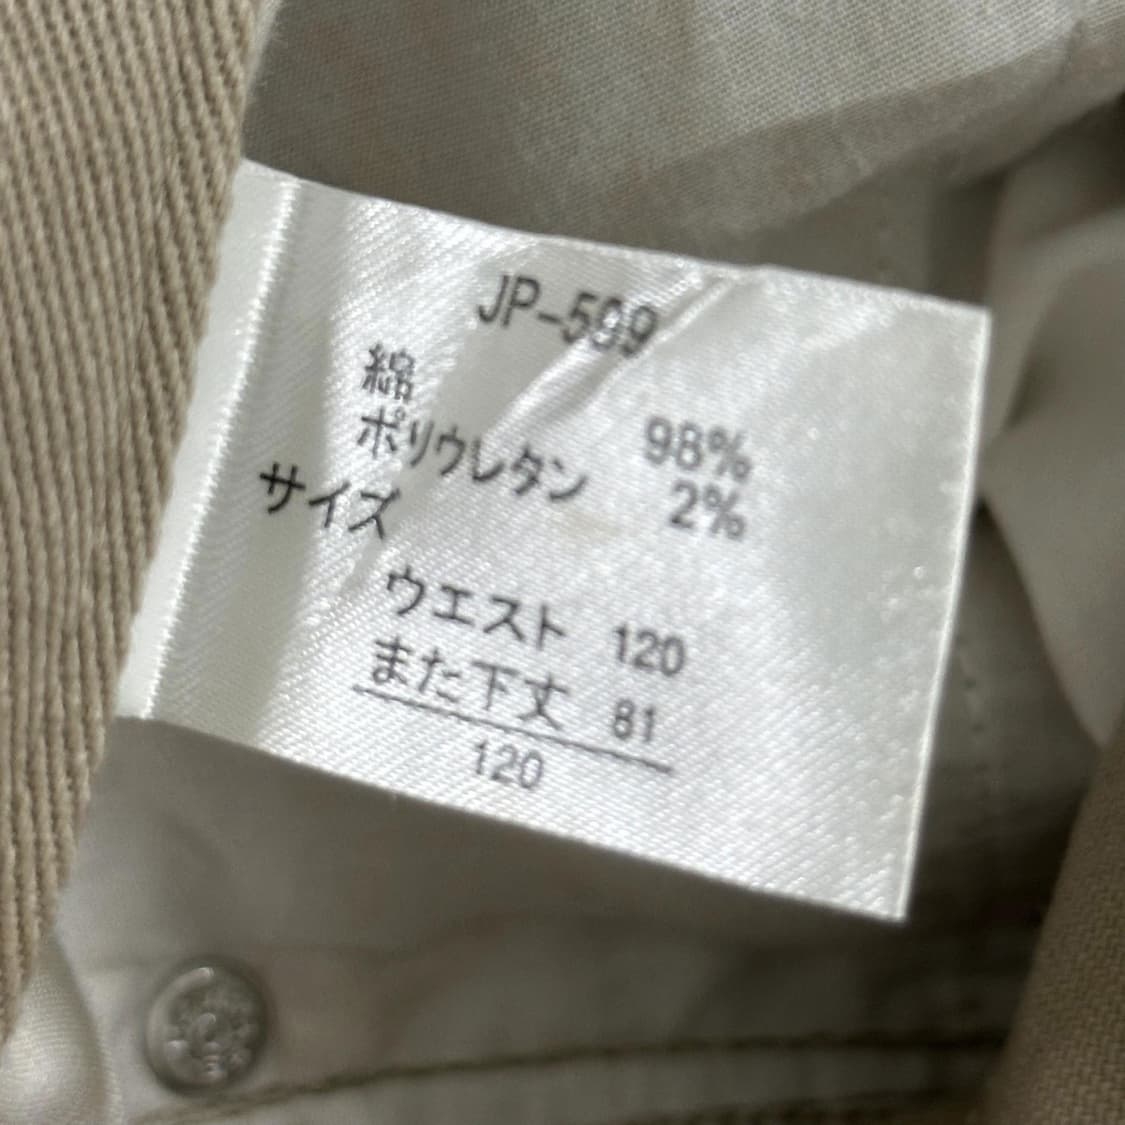 JP-599
綿 98%
ポリウレタン 2%
サイズ
ウエスト 120
また下丈 81
120